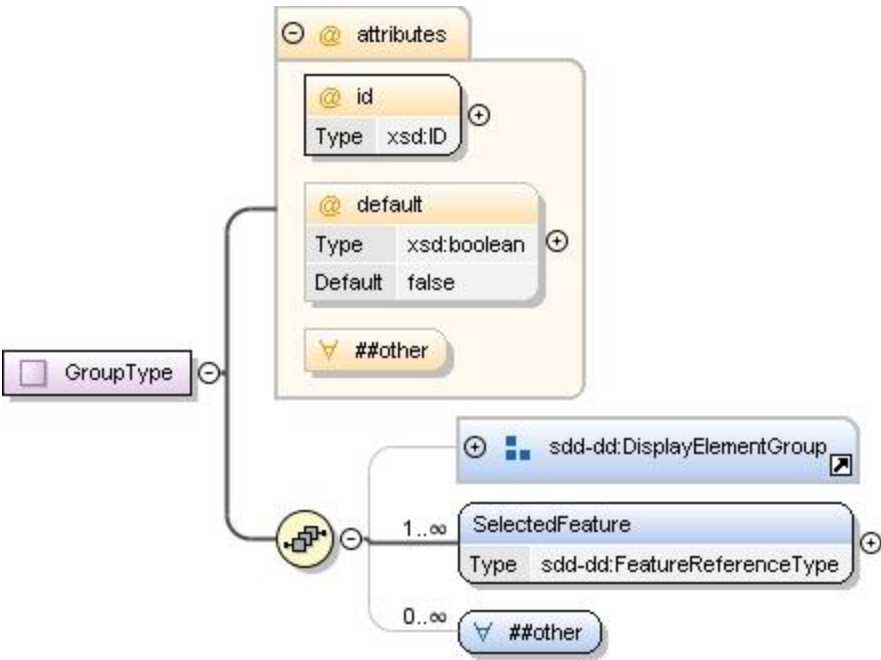 attributes
@ id
Type xsd:ID
@ default
Type xsd:boolean
Default false
∀ ##other
GroupType
sdd-dd:DisplayElementGroup
1..∞ SelectedFeature
Type sdd-dd:FeatureReferenceType
0..∞
∀ ##other